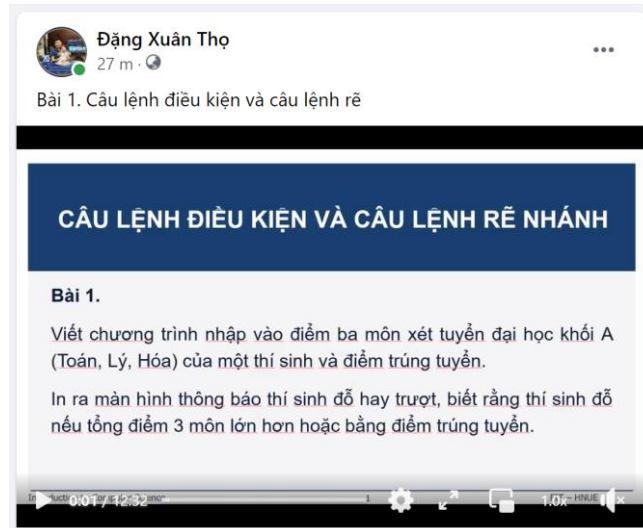 Đặng Xuân Thọ
27 m ·
Bài 1. Câu lệnh điều kiện và câu lệnh rẽ
CÂU LỆNH ĐIỀU KIỆN VÀ CÂU LỆNH RẼ NHÁNH
Bài 1.
Viết chương trình nhập vào điểm ba môn xét tuyển đại học khối A
(Toán, Lý, Hóa) của một thí sinh và điểm trúng tuyển.
In ra màn hình thông báo thí sinh đỗ hay trượt, biết rằng thí sinh đỗ
nếu tổng điểm 3 môn lớn hơn hoặc bằng điểm trúng tuyển.
0:01 / 12:32 1 1.0x HNUE